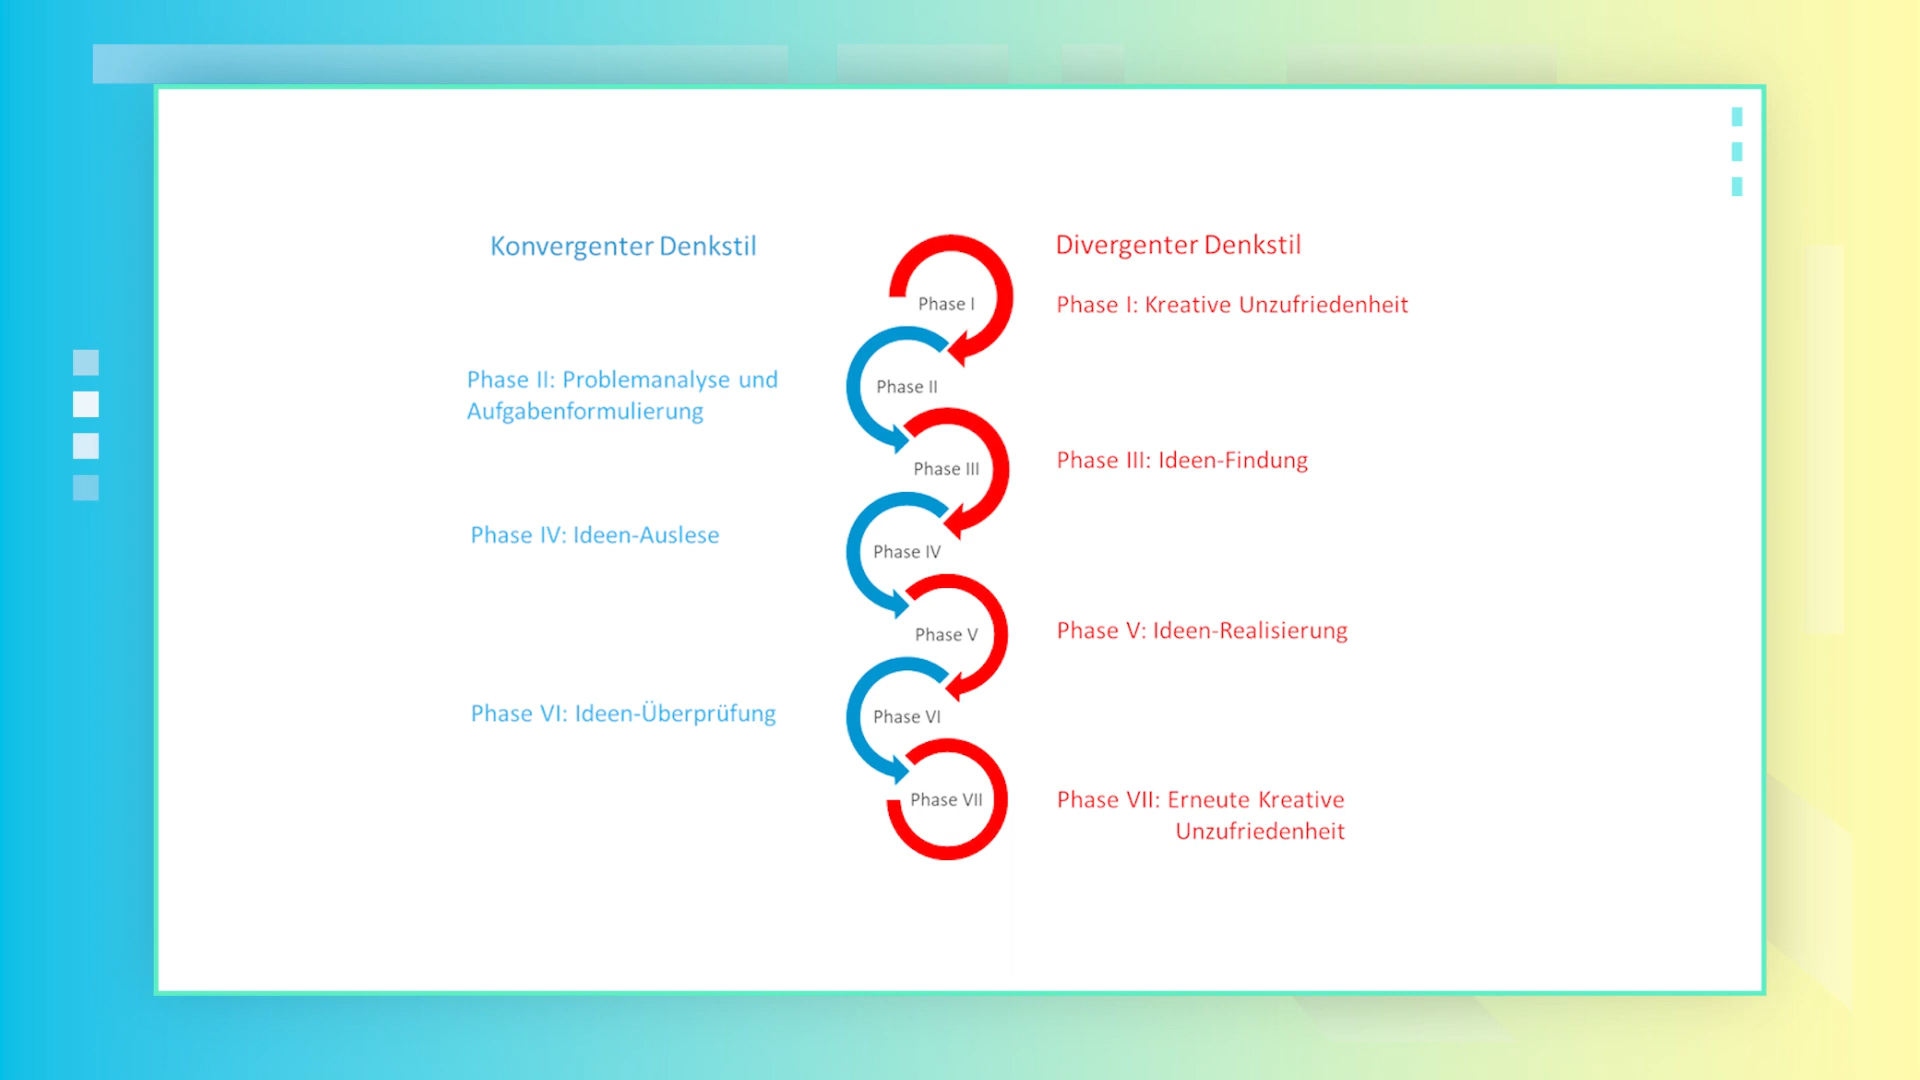 Konvergenter Denkstil
Divergenter Denkstil
Phase I
Phase I: Kreative Unzufriedenheit
Phase II: Problemanalyse und
Aufgabenformulierung
Phase II
Phase III
Phase III: Ideen-Findung
Phase IV: Ideen-Auslese
Phase IV
Phase V
Phase V: Ideen-Realisierung
Phase VI: Ideen-Überprüfung
Phase VI
Phase VII
Phase VII: Erneute Kreative
Unzufriedenheit